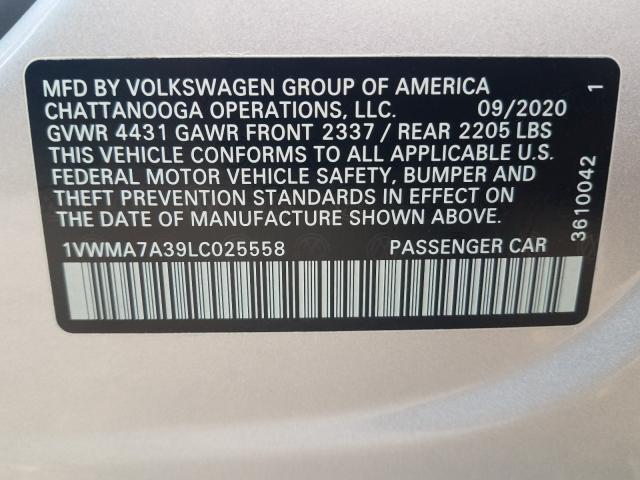 MFD BY VOLKSWAGEN GROUP OF AMERICA
CHATTANOOGA OPERATIONS, LLC. 09/2020
GVWR 4431 GAWR FRONT 2337 / REAR 2205 LBS
THIS VEHICLE CONFORMS TO ALL APPLICABLE U.S.
FEDERAL MOTOR VEHICLE SAFETY, BUMPER AND
THEFT PREVENTION STANDARDS IN EFFECT ON
THE DATE OF MANUFACTURE SHOWN ABOVE.
1VWMA7A39LC025558 PASSENGER CAR
3610042 1